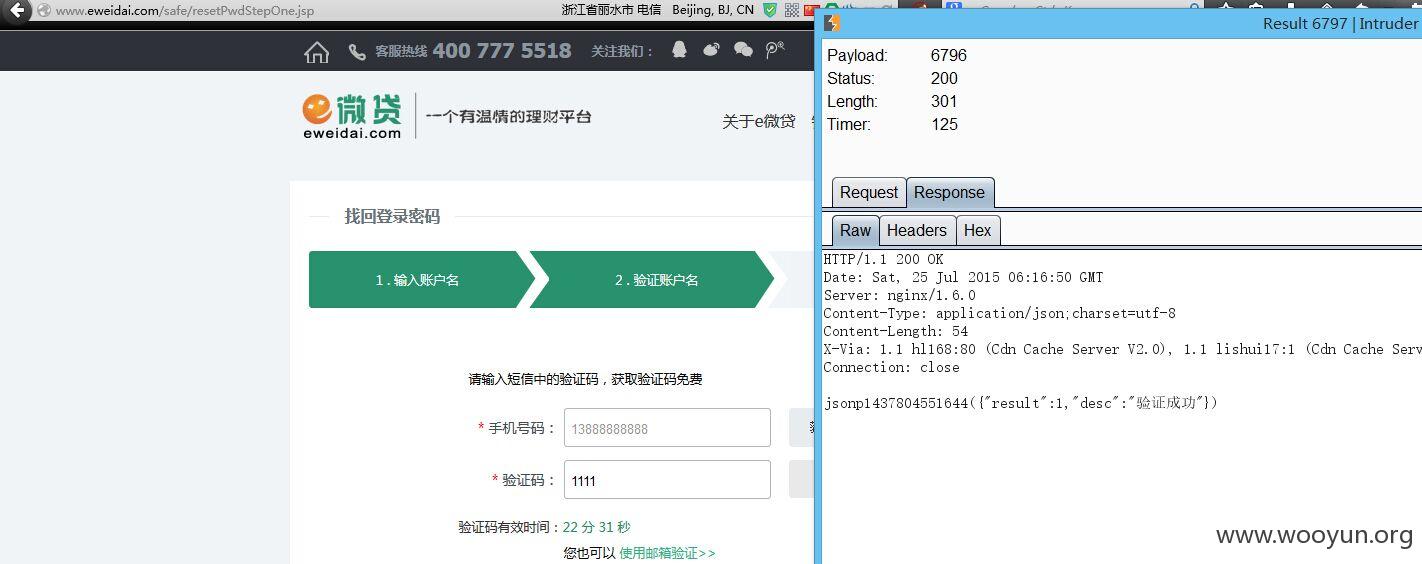 www.eweidai.com/safe/resetPwdStepOne.jsp
浙江省丽水市 电信 Beijing, BJ, CN
Result 6797 | Intruder
客服热线 400 777 5518 关注我们：
e微贷
eweidai.com
一个有温情的理财平台
关于e微贷
找回登录密码
1 . 输入账户名
2 . 验证账户名
请输入短信中的验证码，获取验证码免费
* 手机号码： 13888888888
* 验证码： 1111
验证码有效时间：22 分 31 秒
您也可以 使用邮箱验证>>
Payload: 6796
Status: 200
Length: 301
Timer: 125
Request Response
Raw Headers Hex
HTTP/1.1 200 OK
Date: Sat, 25 Jul 2015 06:16:50 GMT
Server: nginx/1.6.0
Content-Type: application/json;charset=utf-8
Content-Length: 54
X-Via: 1.1 hl168:80 (Cdn Cache Server V2.0), 1.1 lishui17:1 (Cdn Cache Serv
Connection: close
jsonp1437804551644({"result":1,"desc":"验证成功"})
www.wooyun.org